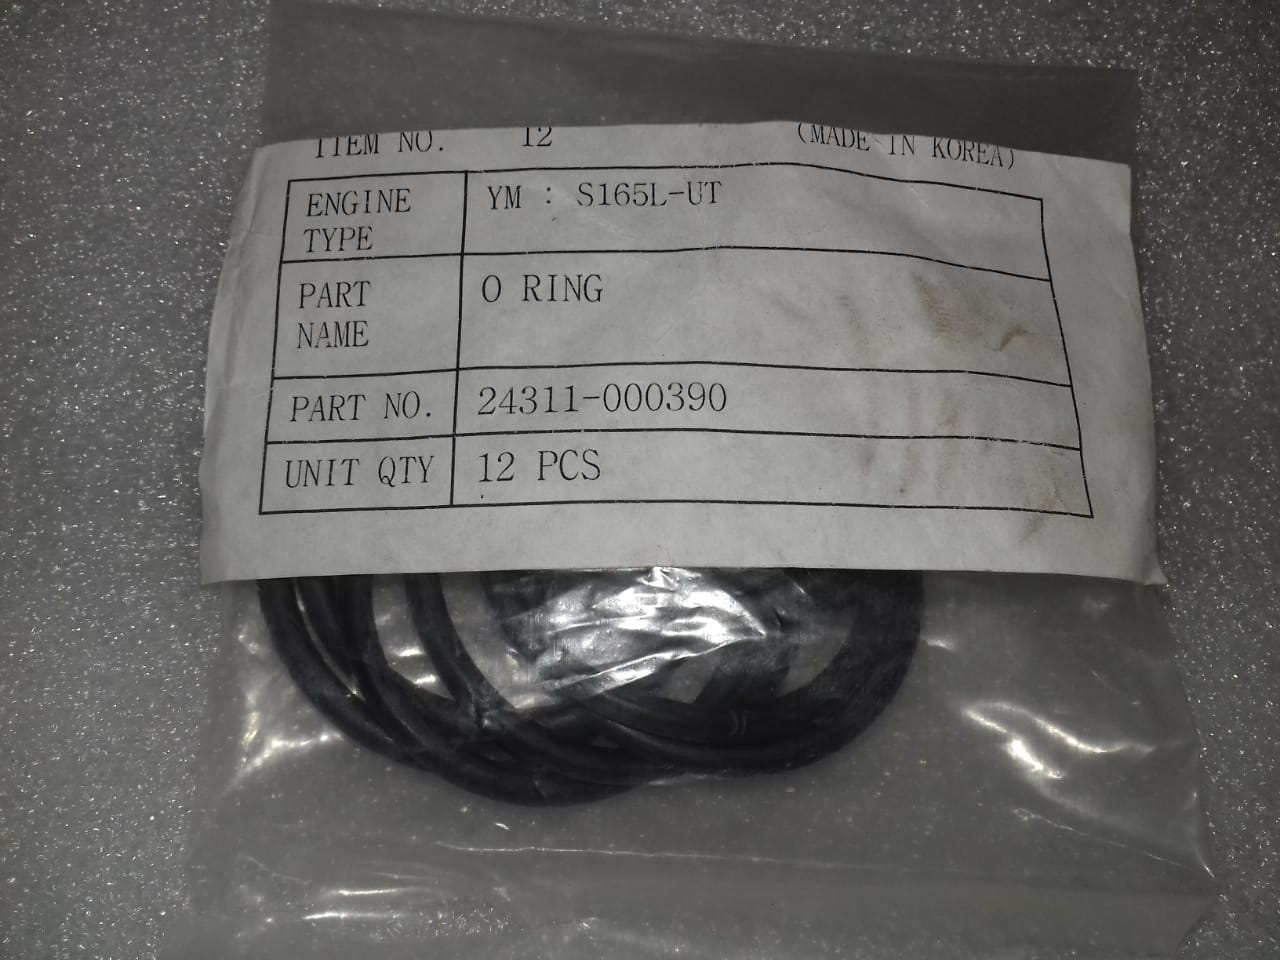 ITEM NO. 12 (MADE IN KOREA)
ENGINE TYPE YM : S165L-UT
PART NAME O RING
PART NO. 24311-000390
UNIT QTY 12 PCS